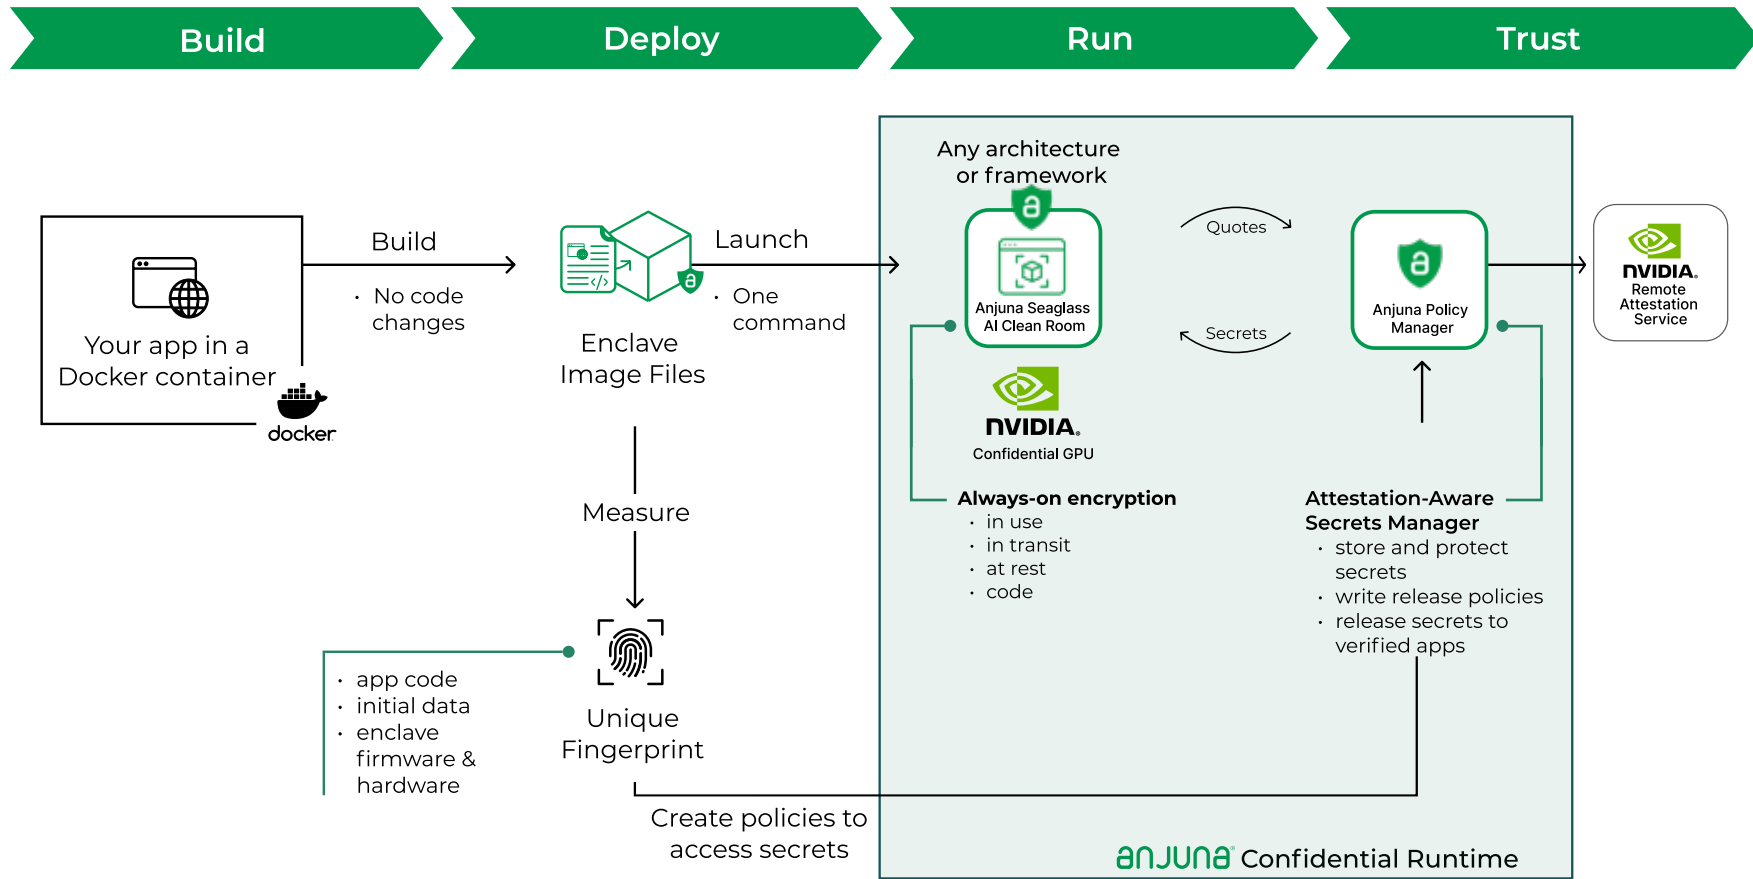 Build
Deploy
Run
Trust
Your app in a
Docker container
docker
Build
· No code
changes
Enclave
Image Files
Launch
· One
command
Measure
Unique
Fingerprint
· app code
· initial data
· enclave
firmware &
hardware
Create policies to
access secrets
Any architecture
or framework
a
a
Anjuna Seaglass
AI Clean Room
NVIDIA.
Confidential GPU
Quotes
Secrets
a
Anjuna Policy
Manager
NVIDIA.
Remote
Attestation
Service
Always-on encryption
· in use
· in transit
· at rest
· code
Attestation-Aware
Secrets Manager
· store and protect
secrets
· write release policies
· release secrets to
verified apps
anjuna® Confidential Runtime